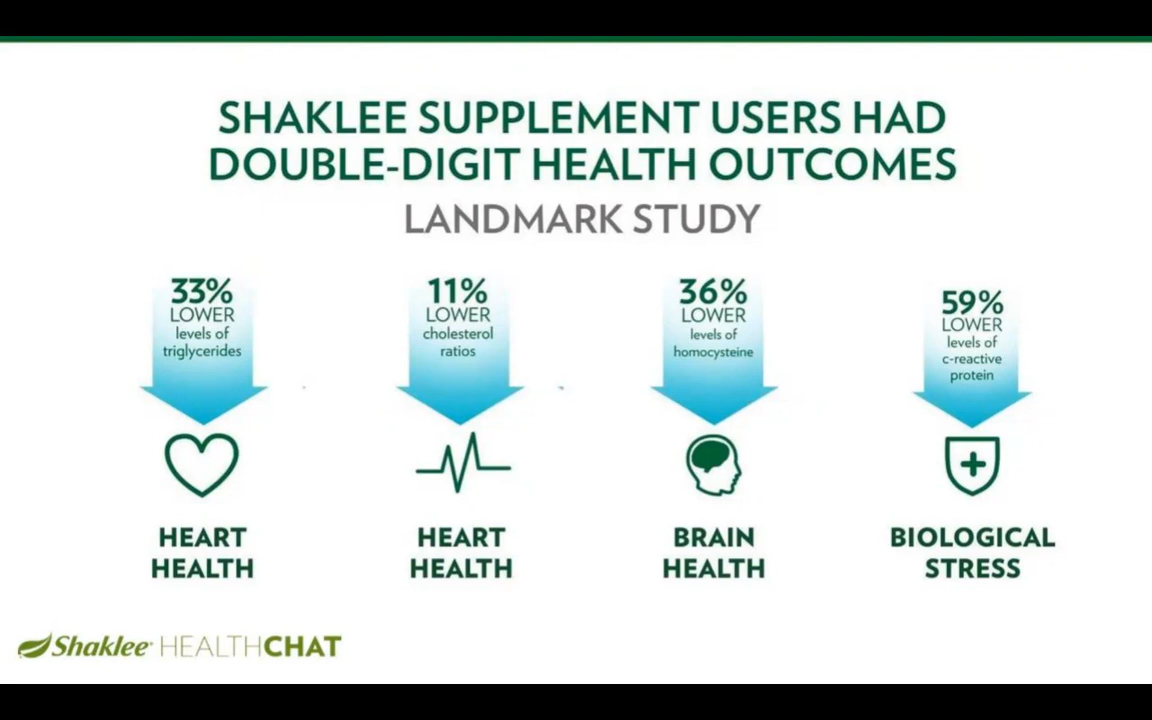 SHAKLEE SUPPLEMENT USERS HAD
DOUBLE-DIGIT HEALTH OUTCOMES
LANDMARK STUDY
33%
LOWER
levels of
triglycerides
11%
LOWER
cholesterol
ratios
36%
LOWER
levels of
homocysteine
59%
LOWER
levels of
c-reactive
protein
HEART
HEALTH
HEART
HEALTH
BRAIN
HEALTH
BIOLOGICAL
STRESS
Shaklee HEALTHCHAT